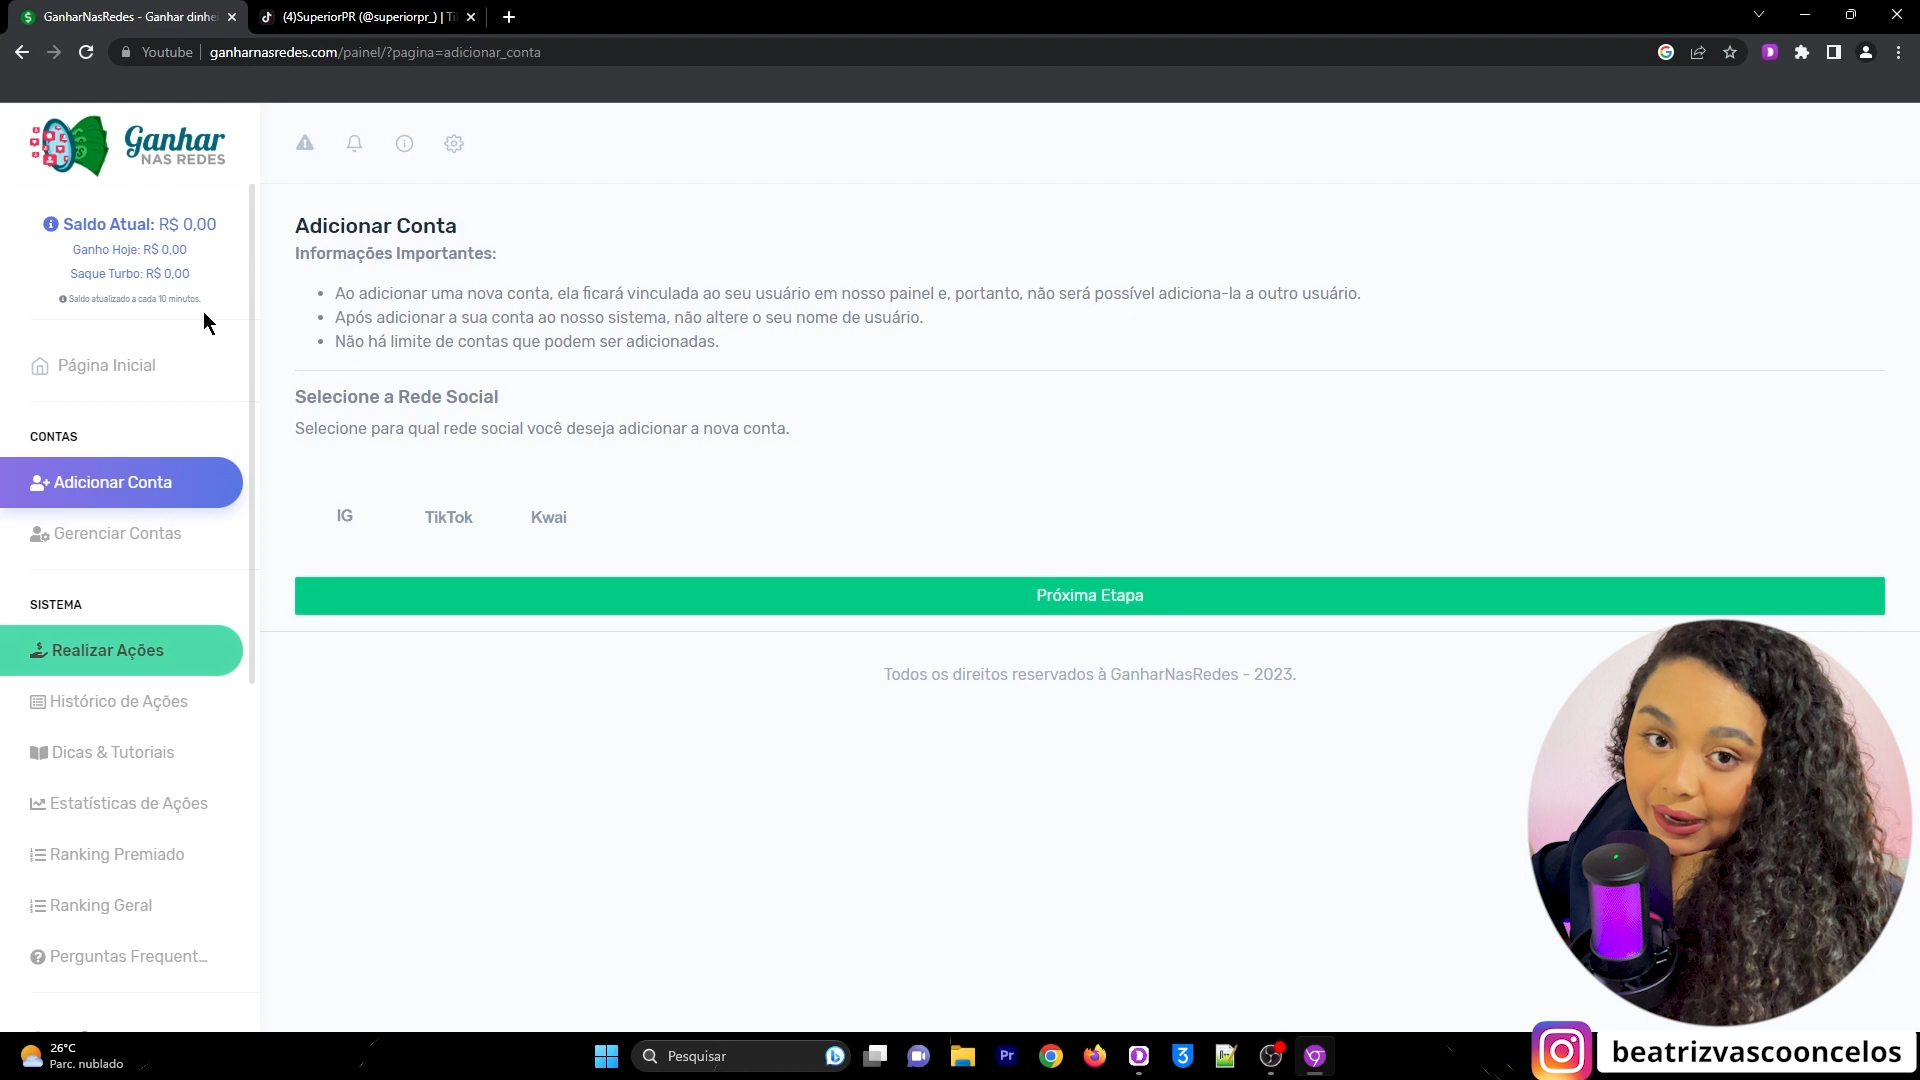 GanharNasRedes - Ganhar dinhe
(4)SuperiorPR (@superiorpr_) | Ti
Youtube
ganharnasredes.com/painel/?pagina=adicionar_conta
Ganhar
NAS REDES
Saldo Atual: R$ 0,00
Ganho Hoje: R$ 0,00
Saque Turbo: R$ 0,00
Saldo atualizado a cada 10 minutos.
Página Inicial
CONTAS
Adicionar Conta
Gerenciar Contas
SISTEMA
Realizar Ações
Histórico de Ações
Dicas & Tutoriais
Estatísticas de Ações
Ranking Premiado
Ranking Geral
Perguntas Frequent...
Adicionar Conta
Informações Importantes:
Ao adicionar uma nova conta, ela ficará vinculada ao seu usuário em nosso painel e, portanto, não será possível adiciona-la a outro usuário.
Após adicionar a sua conta ao nosso sistema, não altere o seu nome de usuário.
Não há limite de contas que podem ser adicionadas.
Selecione a Rede Social
Selecione para qual rede social você deseja adicionar a nova conta.
IG TikTok Kwai
Próxima Etapa
Todos os direitos reservados à GanharNasRedes - 2023.
26°C
Parc. nublado
Pesquisar
Pr
3
beatrizvascooncelos